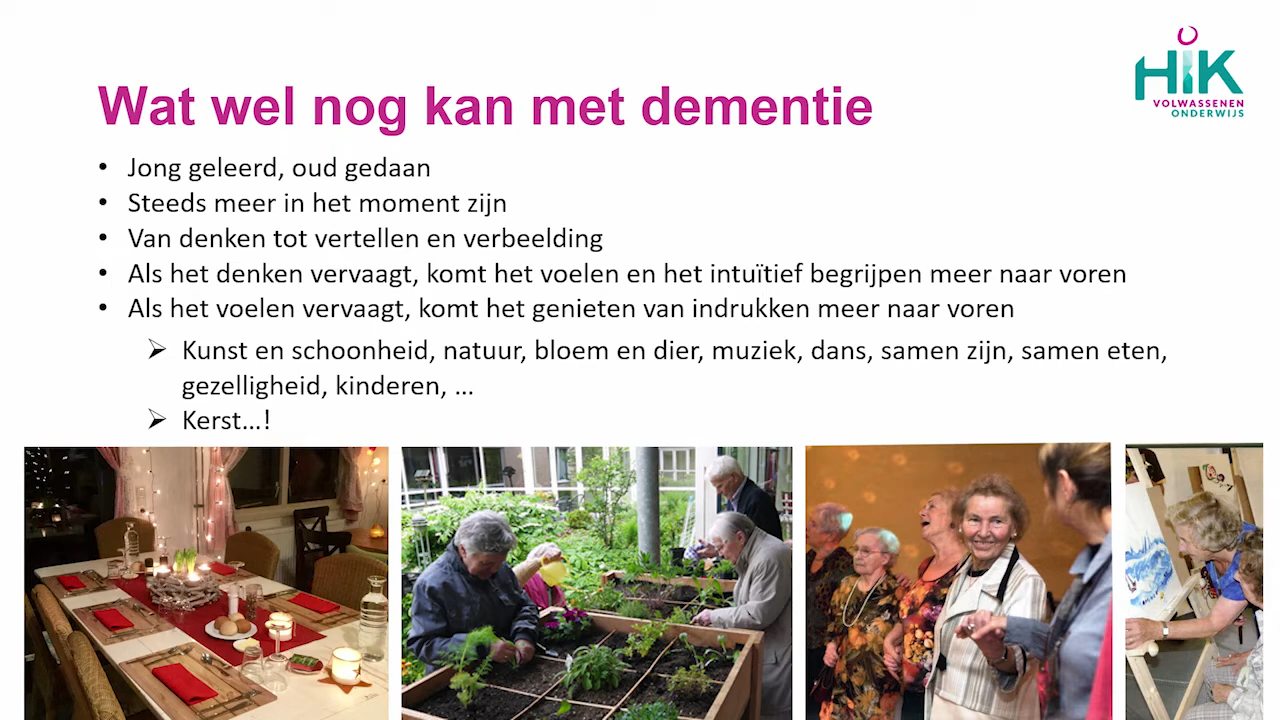 HIK
VOLWASSENEN
ONDERWIJS
Wat wel nog kan met dementie
• Jong geleerd, oud gedaan
• Steeds meer in het moment zijn
• Van denken tot vertellen en verbeelding
• Als het denken vervaagt, komt het voelen en het intuïtief begrijpen meer naar voren
• Als het voelen vervaagt, komt het genieten van indrukken meer naar voren
➢ Kunst en schoonheid, natuur, bloem en dier, muziek, dans, samen zijn, samen eten,
gezelligheid, kinderen, ...
➢ Kerst...!